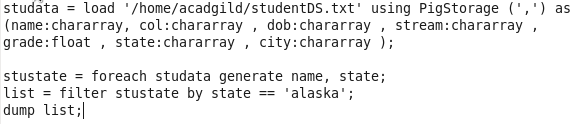 studata = load '/home/acadgild/studentDS.txt' using PigStorage (',') as
(name:chararray, col:chararray , dob:chararray , stream:chararray ,
grade:float , state:chararray , city:chararray );
stustate = foreach studata generate name, state;
list = filter stustate by state == 'alaska';
dump list;